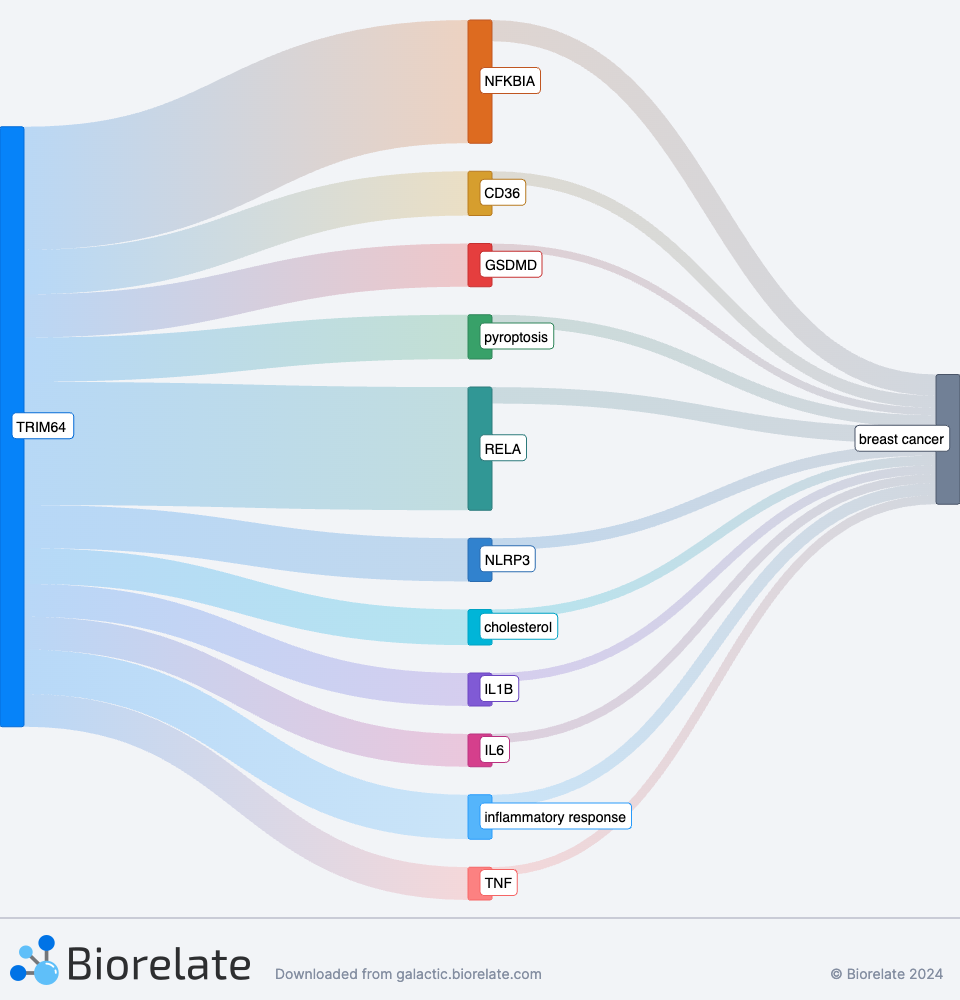 NFKBIA
CD36
GSDMD
pyroptosis
TRIM64
breast cancer
RELA
NLRP3
cholesterol
IL1B
IL6
inflammatory response
TNF
Biorelate
Downloaded from galactic.biorelate.com
© Biorelate 2024